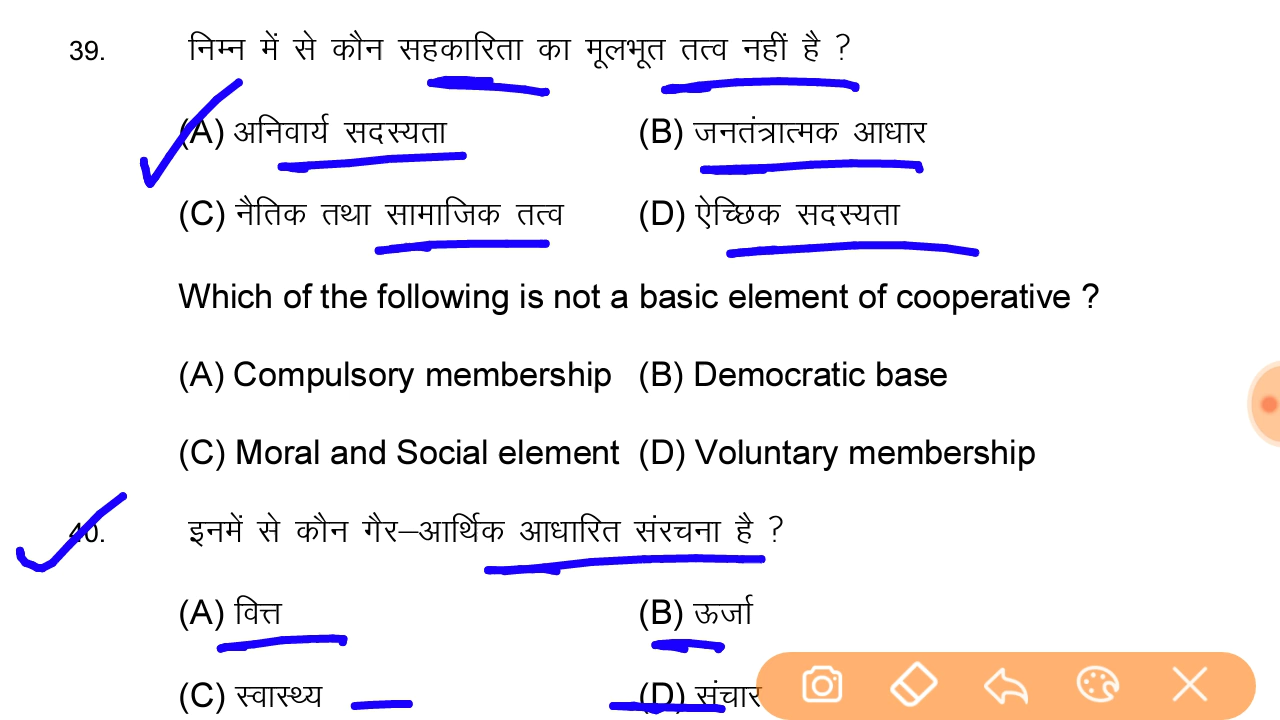 39. निम्न में से कौन सहकारिता का मूलभूत तत्व नहीं है ?
(A) अनिवार्य सदस्यता (B) जनतंत्रात्मक आधार
(C) नैतिक तथा सामाजिक तत्व (D) ऐच्छिक सदस्यता
Which of the following is not a basic element of cooperative ?
(A) Compulsory membership (B) Democratic base
(C) Moral and Social element (D) Voluntary membership
40. इनमें से कौन गैर–आर्थिक आधारित संरचना है ?
(A) वित्त (B) ऊर्जा
(C) स्वास्थ्य (D) संचार